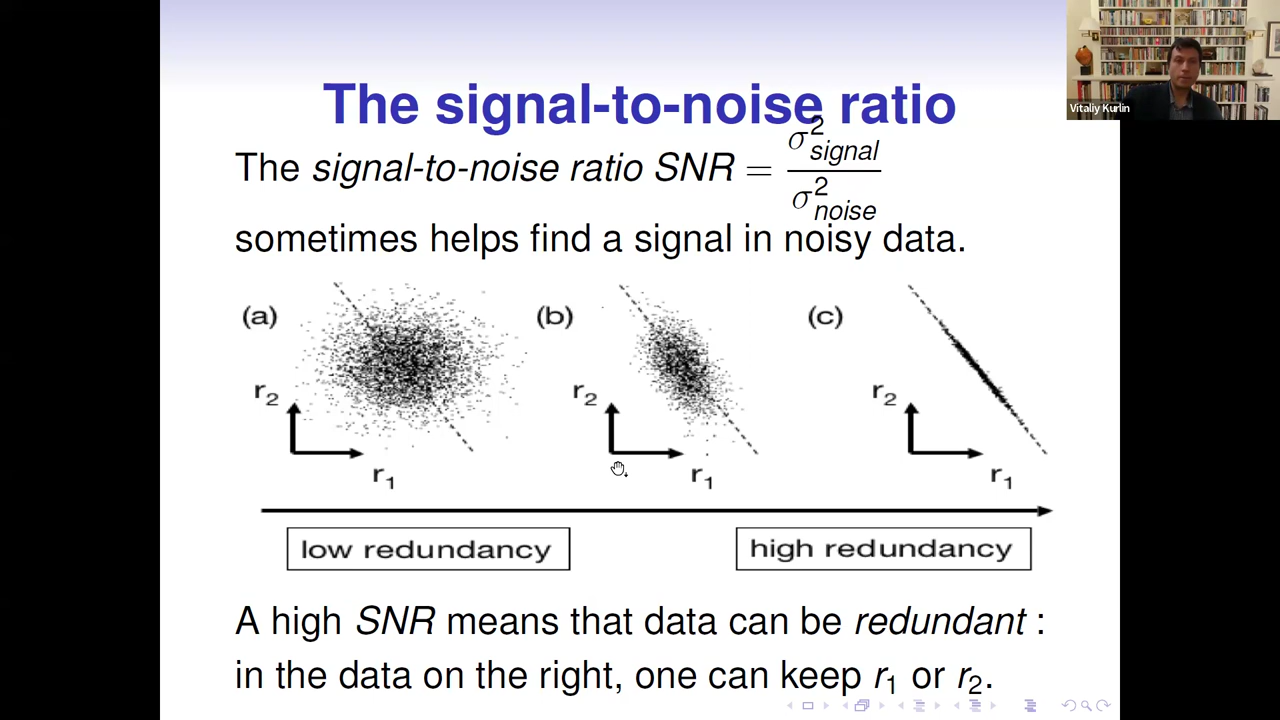 Vitaliy Kurlin
The signal-to-noise ratio
The signal-to-noise ratio SNR = σ²signal / σ²noise
sometimes helps find a signal in noisy data.
(a) (b) (c)
r₂ r₂ r₂
r₁ r₁ r₁
low redundancy high redundancy
A high SNR means that data can be redundant :
in the data on the right, one can keep r₁ or r₂.